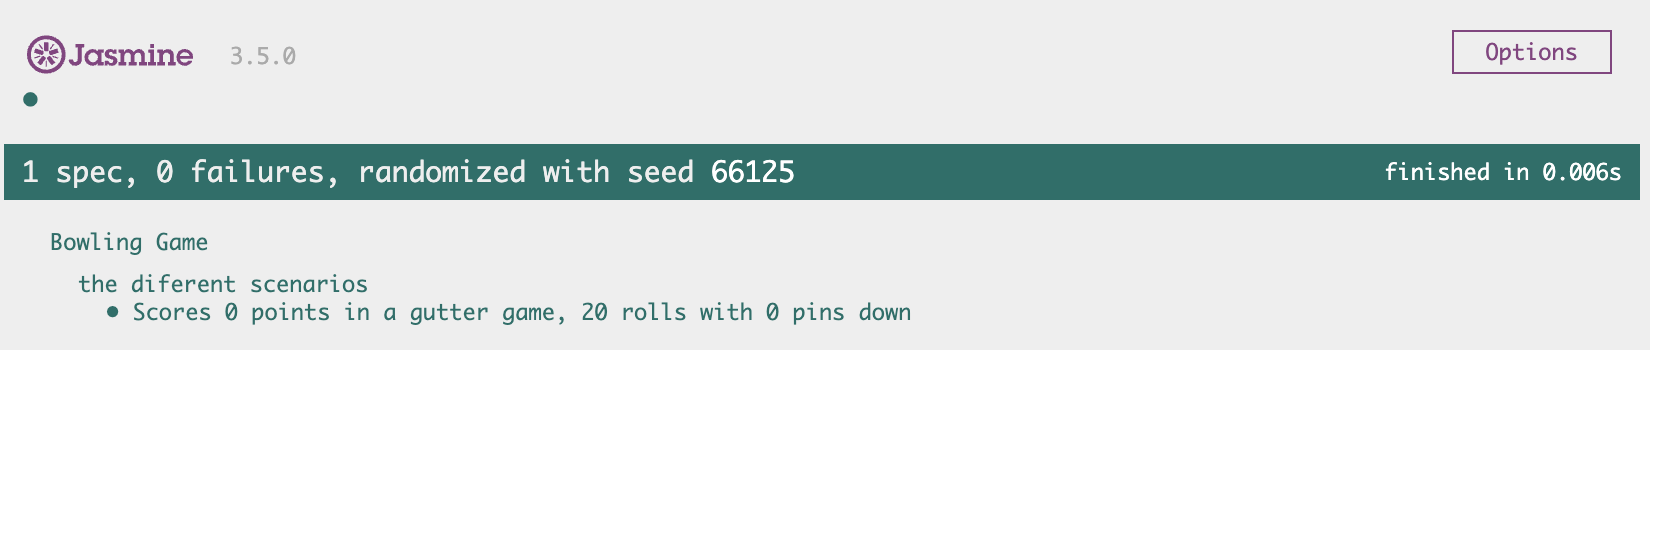 Jasmine 3.5.0 Options
1 spec, 0 failures, randomized with seed 66125 finished in 0.006s
Bowling Game
the diferent scenarios
• Scores 0 points in a gutter game, 20 rolls with 0 pins down